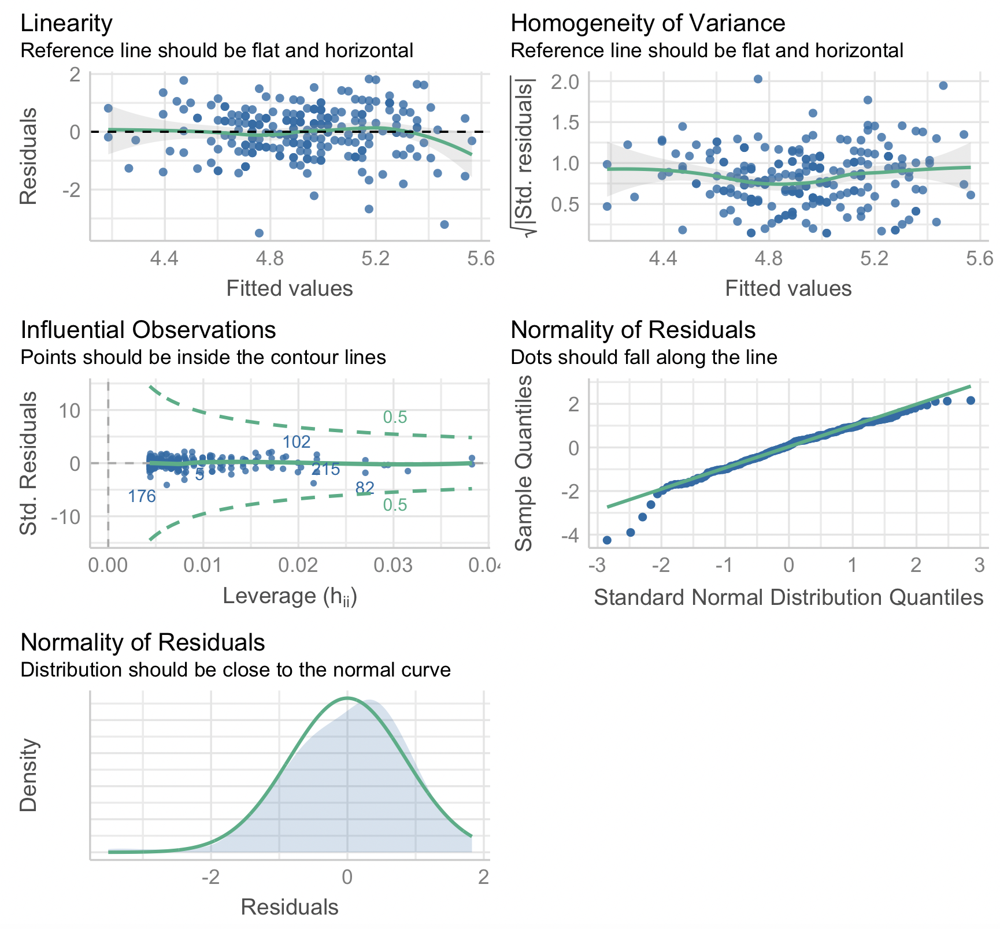 Linearity
Reference line should be flat and horizontal
2
0
-2
Residuals
4.4 4.8 5.2 5.6
Fitted values
Homogeneity of Variance
Reference line should be flat and horizontal
2.0
1.5
1.0
0.5
√|Std. residuals|
4.4 4.8 5.2 5.6
Fitted values
Influential Observations
Points should be inside the contour lines
10
0
-10
Std. Residuals
0.5
102
215
5
82
176
0.5
0.00 0.01 0.02 0.03 0.04
Leverage (hᵢᵢ)
Normality of Residuals
Dots should fall along the line
2
0
-2
-4
Sample Quantiles
-3 -2 -1 0 1 2 3
Standard Normal Distribution Quantiles
Normality of Residuals
Distribution should be close to the normal curve
Density
-2 0 2
Residuals